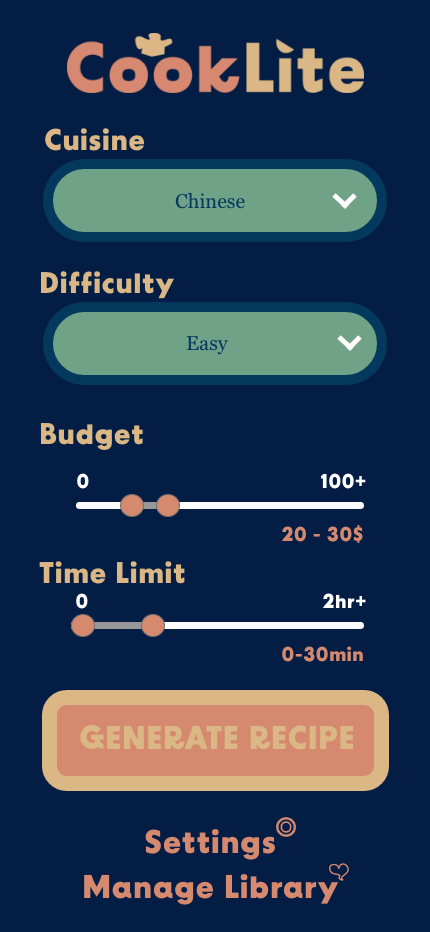 CookLite
Cuisine
Chinese
Difficulty
Easy
Budget
0 100+
20 - 30$
Time Limit
0 2hr+
0-30min
GENERATE RECIPE
Settings
Manage Library